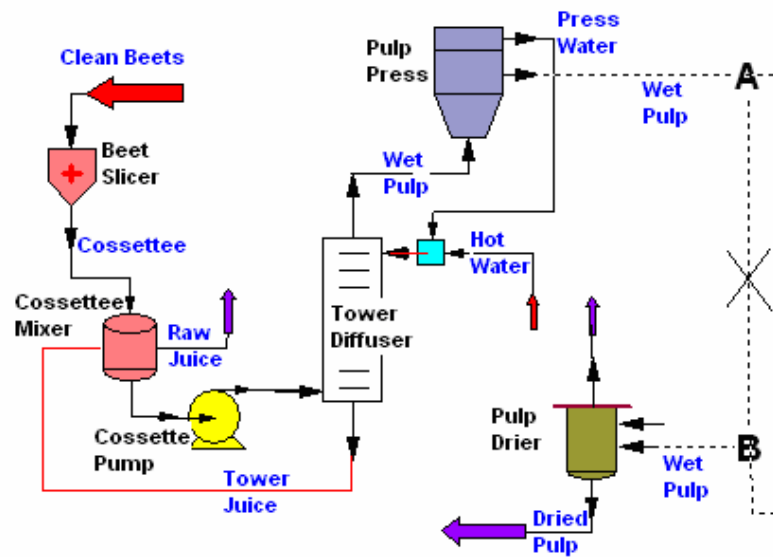 Clean Beets
Beet
Slicer
Cossettee
Cossettee
Mixer
Raw
Juice
Cossette
Pump
Tower
Juice
Wet
Pulp
Tower
Diffuser
Pulp
Press
Press
Water
Wet
Pulp
A
Hot
Water
Pulp
Drier
Wet
Pulp
B
Dried
Pulp